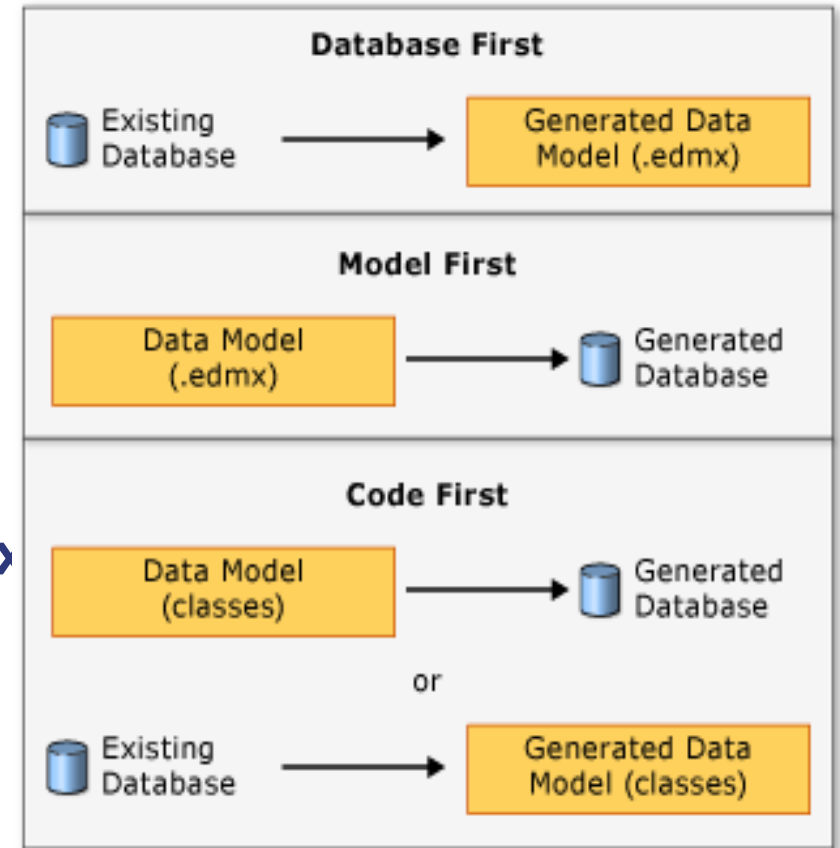 Database First
Existing
Database
Generated Data
Model (.edmx)
Model First
Data Model
(.edmx)
Generated
Database
Code First
Data Model
(classes)
Generated
Database
or
Existing
Database
Generated Data
Model (classes)